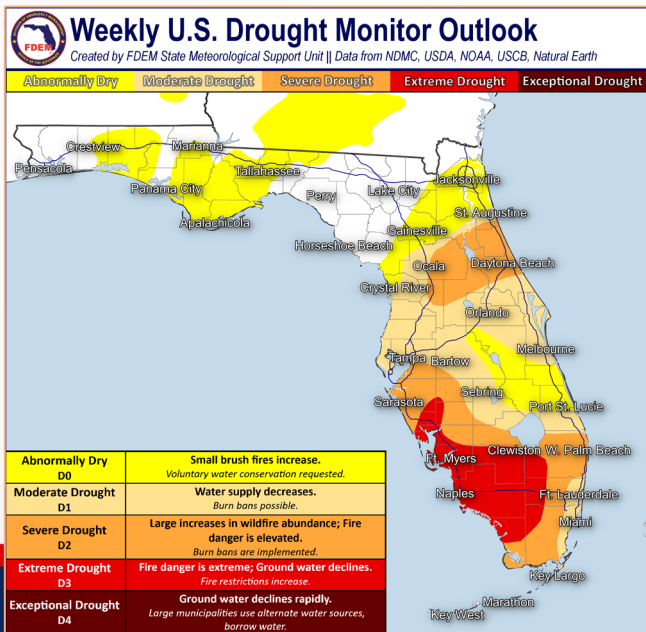 FDEM
Weekly U.S. Drought Monitor Outlook
Created by FDEM State Meteorological Support Unit || Data from NDMC, USDA, NOAA, USCB, Natural Earth
Abnormally Dry Moderate Drought Severe Drought Extreme Drought Exceptional Drought
Crestview
Marianna
Pensacola
Tallahassee
Jacksonville
Panama City
Perry
Lake City
Apalachicola
St. Augustine
Gainesville
Horseshoe Beach
Ocala
Daytona Beach
Crystal River
Orlando
Melbourne
Tampa
Bartow
Sebring
Sarasota
Port St. Lucie
Clewiston
W. Palm Beach
Ft. Myers
Naples
Ft. Lauderdale
Miami
Key Largo
Marathon
Key West
Abnormally Dry
D0
Small brush fires increase.
Voluntary water conservation requested.
Moderate Drought
D1
Water supply decreases.
Burn bans possible.
Severe Drought
D2
Large increases in wildfire abundance; Fire
danger is elevated.
Burn bans are implemented.
Extreme Drought
D3
Fire danger is extreme; Ground water declines.
Fire restrictions increase.
Exceptional Drought
D4
Ground water declines rapidly.
Large municipalities use alternate water sources,
borrow water.